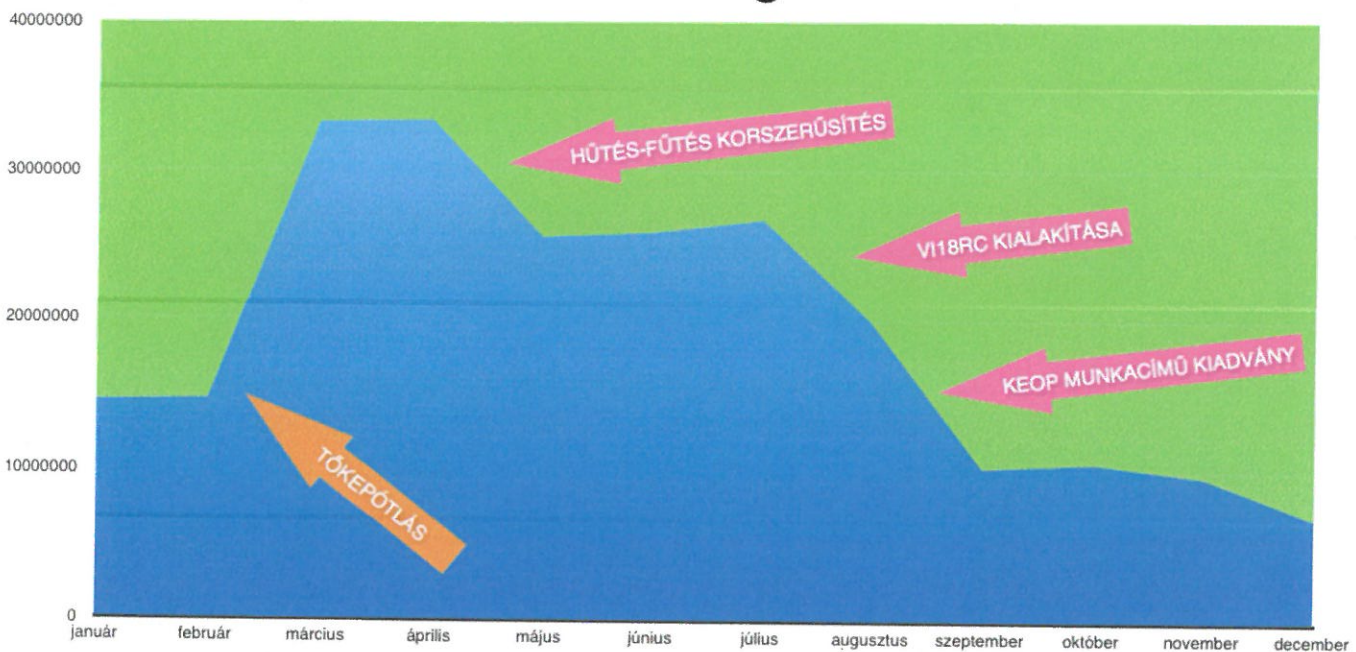 40000000
30000000
20000000
10000000
0
HŰTÉS-FŰTÉS KORSZERŰSÍTÉS
VI18RC KIALAKÍTÁSA
KEOP MUNKACÍMŰ KIADVÁNY
TŐKEPÓTLÁS
január február március április május június július augusztus szeptember október november december